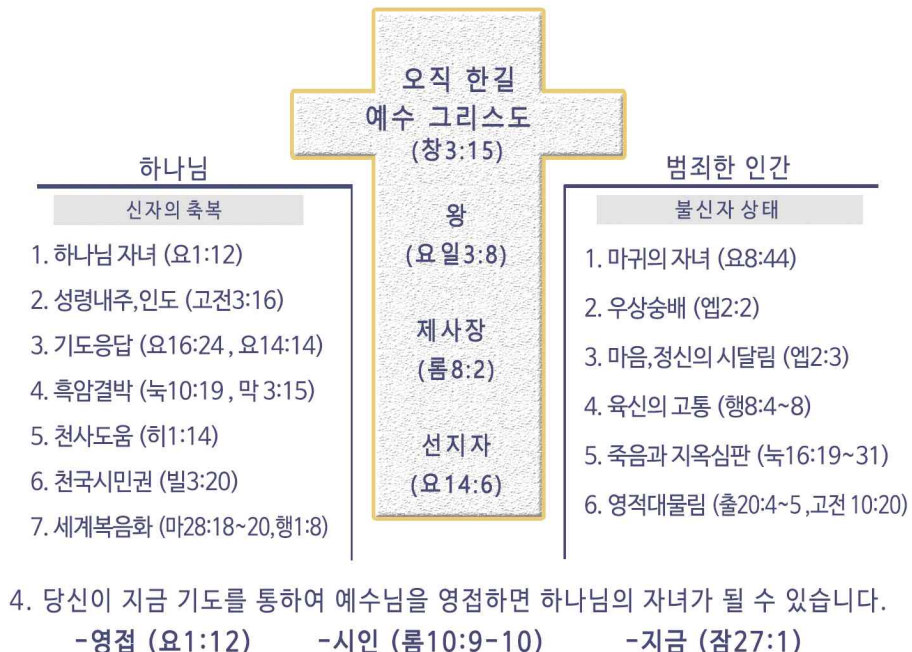 오직 한길
예수 그리스도
(창3:15)
왕
(요일3:8)
제사장
(롬8:2)
선지자
(요14:6)
하나님
신자의 축복
1. 하나님 자녀 (요1:12)
2. 성령내주,인도 (고전3:16)
3. 기도응답 (요16:24 , 요14:14)
4. 흑암결박 (눅10:19 , 막 3:15)
5. 천사도움 (히1:14)
6. 천국시민권 (빌3:20)
7. 세계복음화 (마28:18~20,행1:8)
범죄한 인간
불신자 상태
1. 마귀의 자녀 (요8:44)
2. 우상숭배 (엡2:2)
3. 마음,정신의 시달림 (엡2:3)
4. 육신의 고통 (행8:4~8)
5. 죽음과 지옥심판 (눅16:19~31)
6. 영적대물림 (출20:4~5 ,고전 10:20)
4. 당신이 지금 기도를 통하여 예수님을 영접하면 하나님의 자녀가 될 수 있습니다.
-영접 (요1:12) -시인 (롬10:9-10) -지금 (잠27:1)